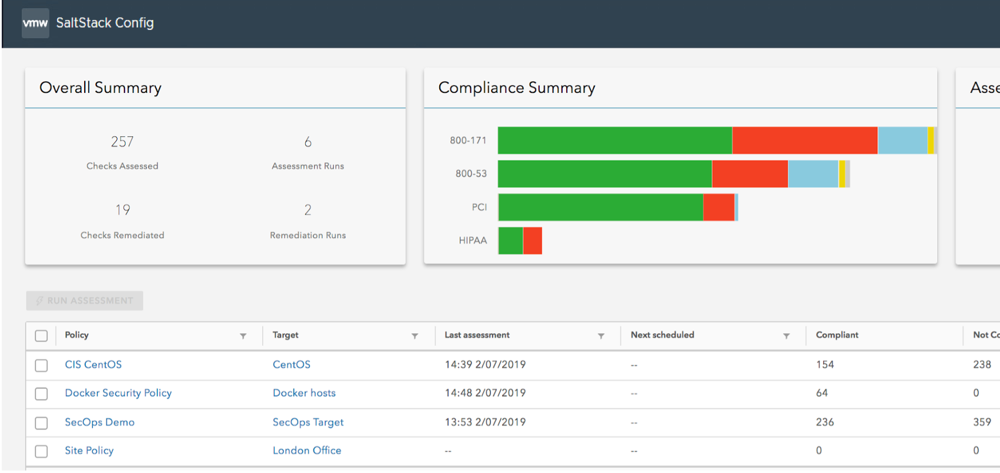 vmw SaltStack Config
Overall Summary
257
6
Checks Assessed
Assessment Runs
19
2
Checks Remediated
Remediation Runs
Compliance Summary
800-171
800-53
PCI
HIPAA
Asse
RUN ASSESSMENT
Policy Target Last assessment Next scheduled Compliant Not Co
CIS CentOS CentOS 14:39 2/07/2019 -- 154 238
Docker Security Policy Docker hosts 14:48 2/07/2019 -- 64 0
SecOps Demo SecOps Target 13:53 2/07/2019 -- 236 359
Site Policy London Office -- -- 0 0